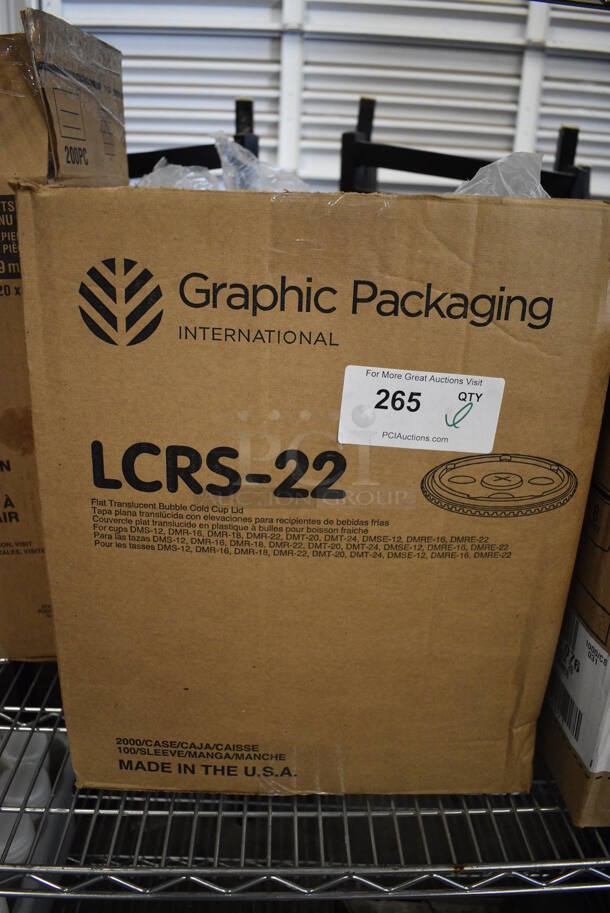 200PC
Graphic Packaging
INTERNATIONAL
For More Great Auctions Visit
265
QTY
PCIAuctions.com
LCRS-22
PCI
AUCTION GROUP
Flat Translucent Bubble Cold Cup Lid
Tapa plana translúcida con elevaciones para recipientes de bebidas frías
Couvercle plat translucide en plastique à bulles pour boisson fraîche
For cups DMS-12, DMR-16, DMR-18, DMR-22, DMT-20, DMT-24, DMSE-12, DMRE-16, DMRE-22
Para las tazas DMS-12, DMR-16, DMR-18, DMR-22, DMT-20, DMT-24, DMSE-12, DMRE-16, DMRE-22
Pour les tasses DMS-12, DMR-16, DMR-18, DMR-22, DMT-20, DMT-24, DMSE-12, DMRE-16, DMRE-22
2000/CASE/CAJA/CAISSE
100/SLEEVE/MANGA/MANCHE
MADE IN THE U.S.A.